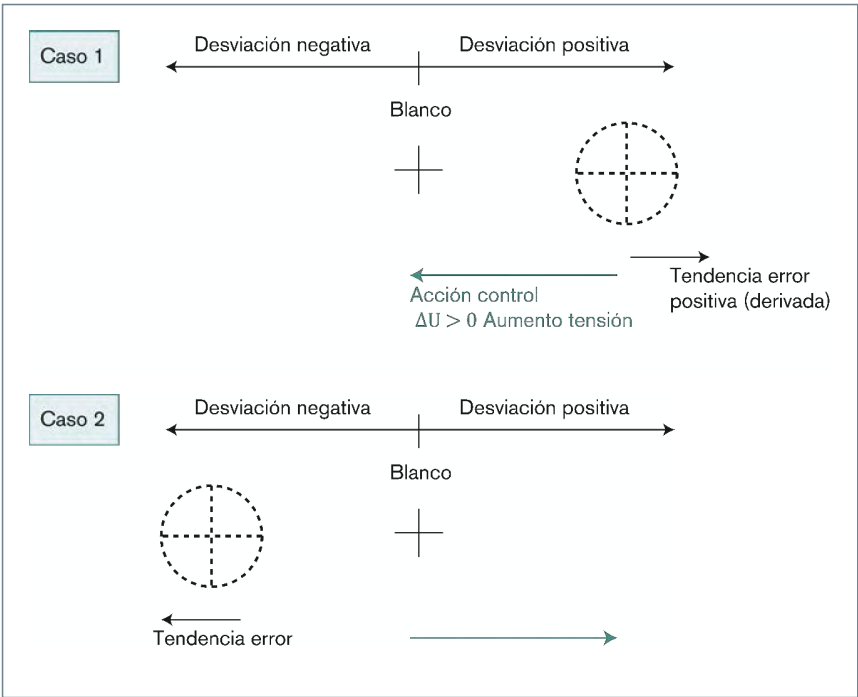 Caso 1
Desviación negativa
Desviación positiva
Blanco
Tendencia error
positiva (derivada)
Acción control
ΔU > 0 Aumento tensión
Caso 2
Desviación negativa
Desviación positiva
Blanco
Tendencia error